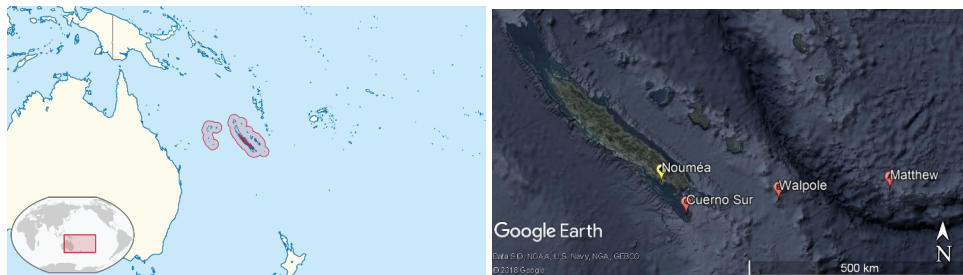 Nouméa
Cuerno Sur
Walpole
Matthew
Google Earth
Data SIO, NOAA, U.S. Navy, NGA, GEBCO
© 2018 Google
N
500 km